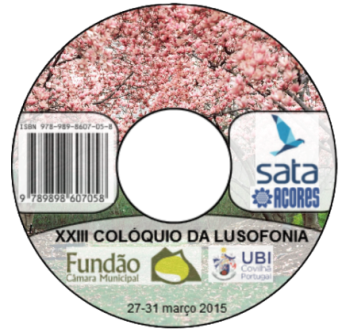 ISBN 978-989-8607-05-8
9 789898 607058
sata
AÇORES
XXIII COLÓQUIO DA LUSOFONIA
Fundão
Câmara Municipal
UBI
Covilhã
Portugal
27-31 março 2015